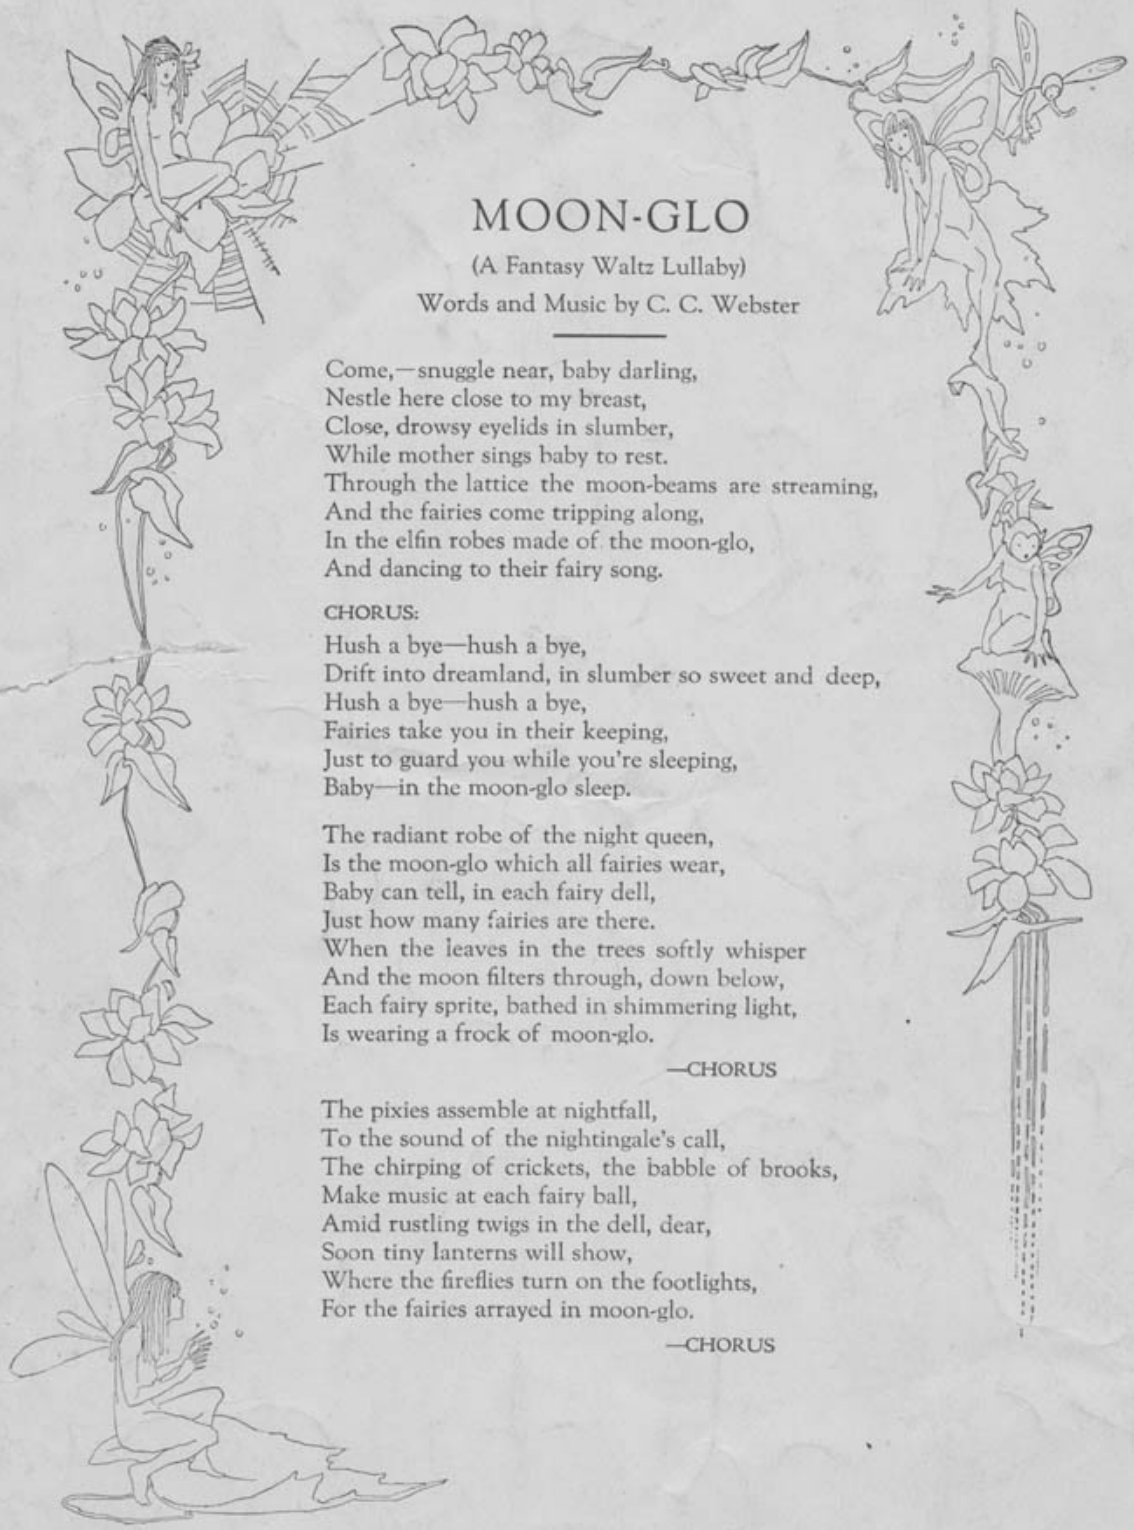 MOON-GLO
(A Fantasy Waltz Lullaby)
Words and Music by C. C. Webster
Come,—snuggle near, baby darling,
Nestle here close to my breast,
Close, drowsy eyelids in slumber,
While mother sings baby to rest.
Through the lattice the moon-beams are streaming,
And the fairies come tripping along,
In the elfin robes made of the moon-glo,
And dancing to their fairy song.
CHORUS:
Hush a bye—hush a bye,
Drift into dreamland, in slumber so sweet and deep,
Hush a bye—hush a bye,
Fairies take you in their keeping,
Just to guard you while you're sleeping,
Baby—in the moon-glo sleep.
The radiant robe of the night queen,
Is the moon-glo which all fairies wear,
Baby can tell, in each fairy dell,
Just how many fairies are there.
When the leaves in the trees softly whisper
And the moon filters through, down below,
Each fairy sprite, bathed in shimmering light,
Is wearing a frock of moon-glo.
—CHORUS
The pixies assemble at nightfall,
To the sound of the nightingale's call,
The chirping of crickets, the babble of brooks,
Make music at each fairy ball,
Amid rustling twigs in the dell, dear,
Soon tiny lanterns will show,
Where the fireflies turn on the footlights,
For the fairies arrayed in moon-glo.
—CHORUS